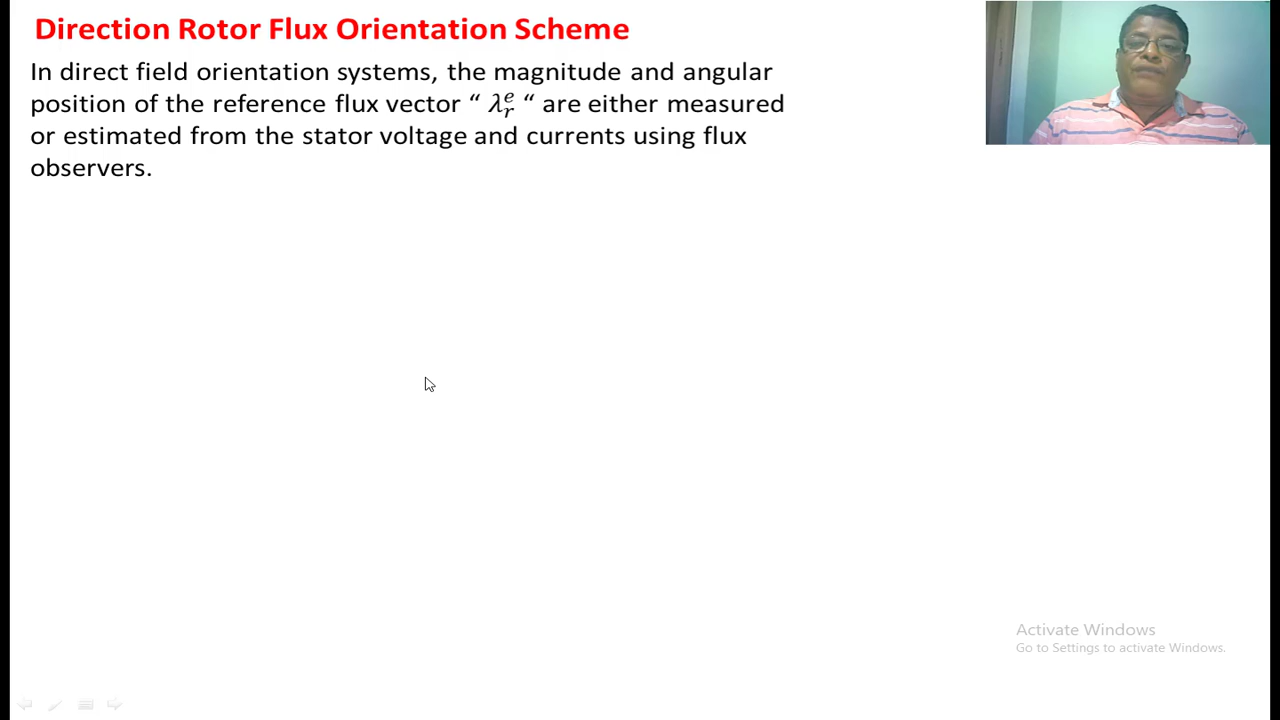 Direction Rotor Flux Orientation Scheme
In direct field orientation systems, the magnitude and angular
position of the reference flux vector “ λᵣᵉ “ are either measured
or estimated from the stator voltage and currents using flux
observers.
Activate Windows
Go to Settings to activate Windows.